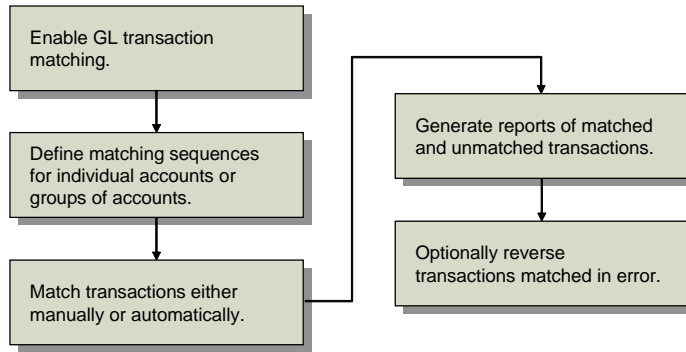 Enable GL transaction
matching.
Define matching sequences
for individual accounts or
groups of accounts.
Match transactions either
manually or automatically.
Generate reports of matched
and unmatched transactions.
Optionally reverse
transactions matched in error.